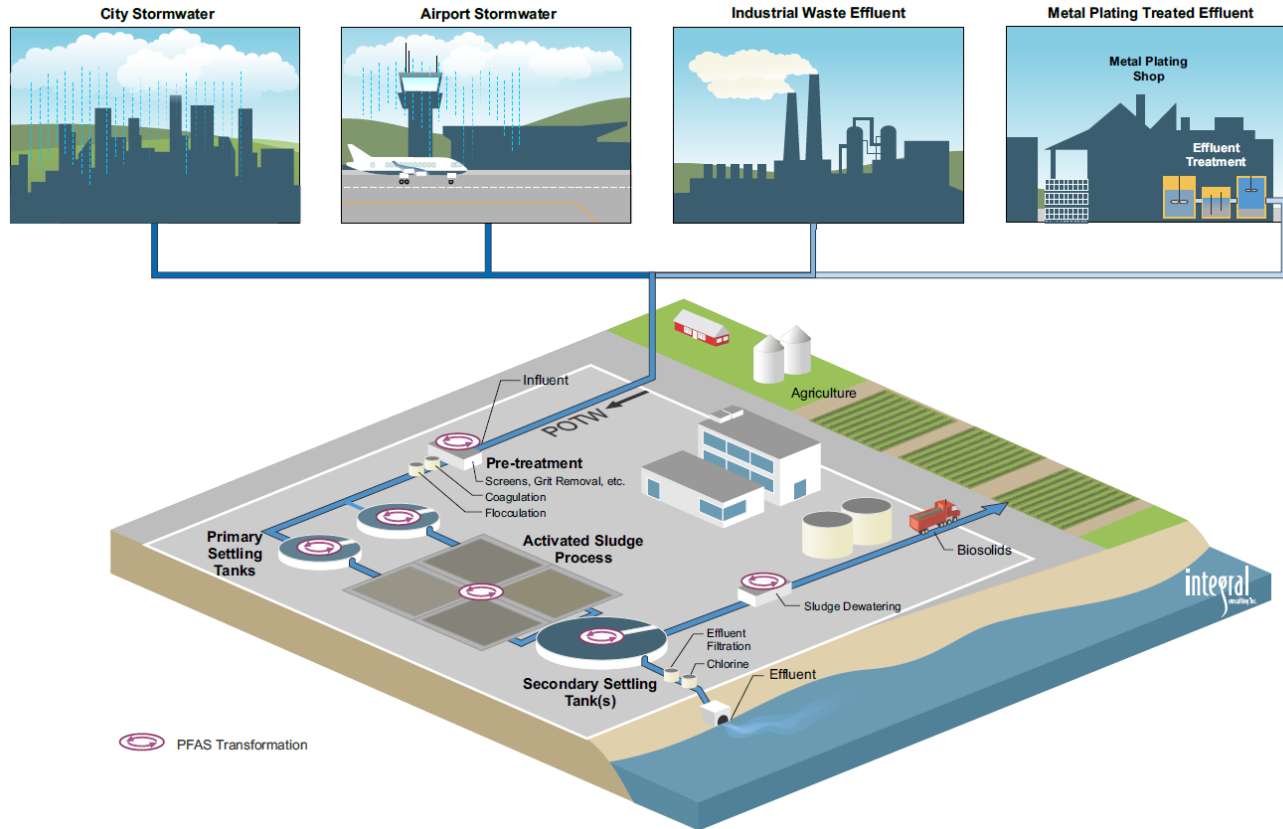 City Stormwater
Airport Stormwater
Industrial Waste Effluent
Metal Plating Treated Effluent
Metal Plating
Shop
Effluent
Treatment
Influent
POTW
Agriculture
Pre-treatment
Screens, Grit Removal, etc.
Coagulation
Flocculation
Primary
Settling
Tanks
Activated Sludge
Process
Biosolids
Sludge Dewatering
integral
consulting inc.
Effluent
Filtration
Chlorine
Effluent
Secondary Settling
Tank(s)
PFAS Transformation